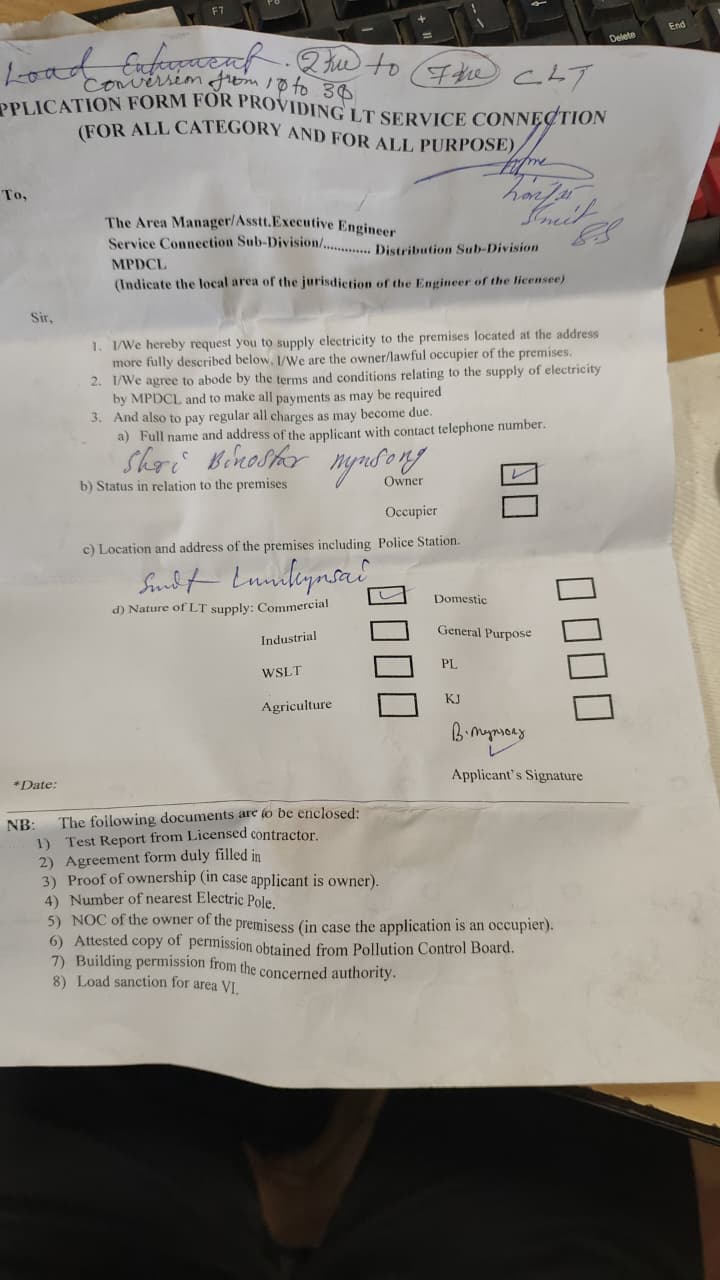 F7
Delete
End
Load Enhancement. 2kw to 7kw CLT
Conversion from 1φ to 3φ
PPLICATION FORM FOR PROVIDING LT SERVICE CONNECTION
(FOR ALL CATEGORY AND FOR ALL PURPOSE)
To,
The Area Manager/Asstt.Executive Engineer
Service Connection Sub-Division/............. Distribution Sub-Division
MPDCL
(Indicate the local area of the jurisdiction of the Engineer of the licensee)
Sir,
1. I/We hereby request you to supply electricity to the premises located at the address
more fully described below. I/We are the owner/lawful occupier of the premises.
2. I/We agree to abode by the terms and conditions relating to the supply of electricity
by MPDCL and to make all payments as may be required
3. And also to pay regular all charges as may become due.
a) Full name and address of the applicant with contact telephone number.
Shri Binostar Nynsong
b) Status in relation to the premises Owner
Occupier
c) Location and address of the premises including Police Station.
Smit Lumkynsai
d) Nature of LT supply: Commercial Domestic
Industrial General Purpose
WSLT PL
Agriculture KJ
B. Nynsong
*Date: Applicant's Signature
NB: The following documents are to be enclosed:
1) Test Report from Licensed contractor.
2) Agreement form duly filled in
3) Proof of ownership (in case applicant is owner).
4) Number of nearest Electric Pole.
5) NOC of the owner of the premisess (in case the application is an occupier).
6) Attested copy of permission obtained from Pollution Control Board.
7) Building permission from the concerned authority.
8) Load sanction for area VI.